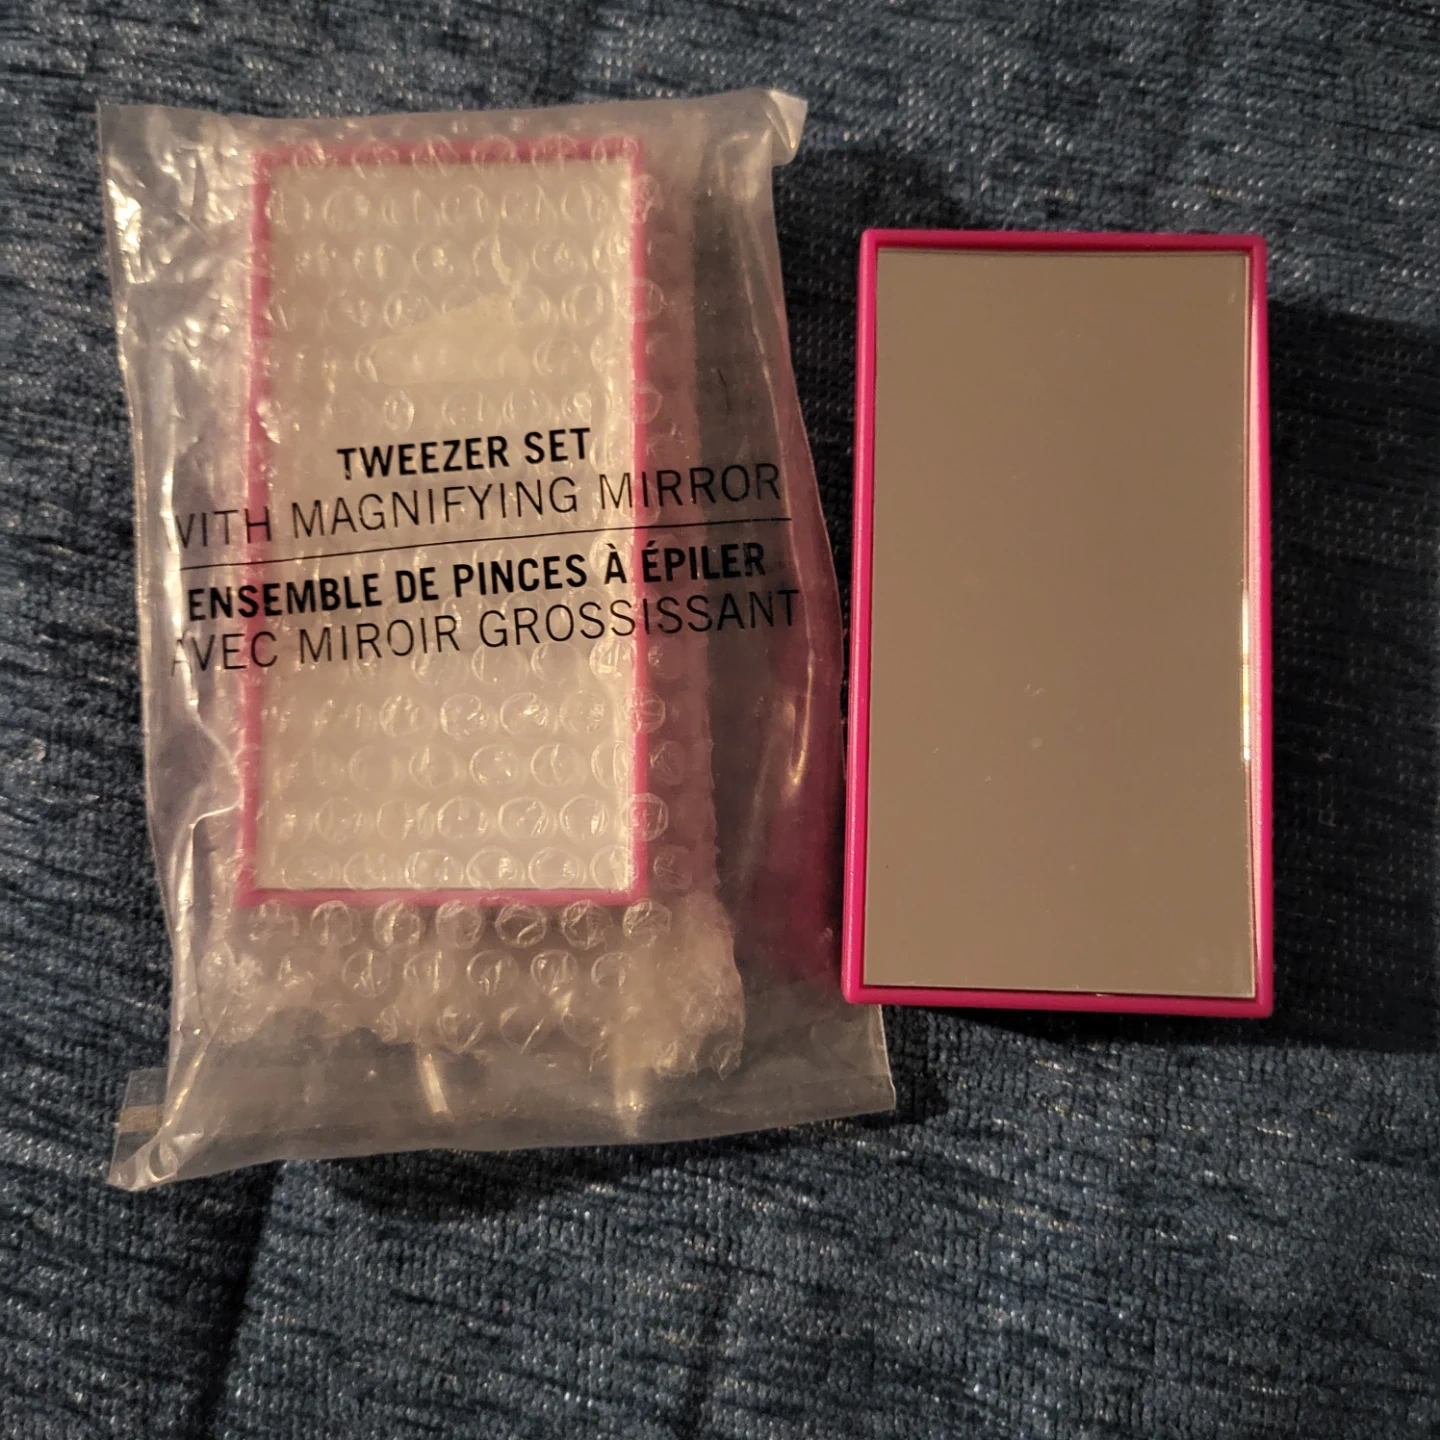 TWEEZER SET
WITH MAGNIFYING MIRROR
ENSEMBLE DE PINCES À ÉPILER
AVEC MIROIR GROSSISSANT